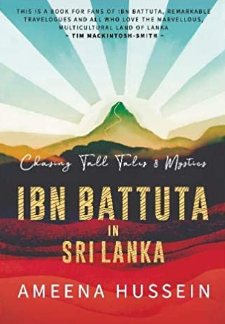 THIS IS A BOOK FOR FANS OF IBN BATTUTA, REMARKABLE
TRAVELOGUES AND ALL WHO LOVE THE MARVELLOUS,
MULTICULTURAL LAND OF LANKA
~ TIM MACKINTOSH-SMITH ~
Chasing Tall Tales & Mystics
IBN BATTUTA
IN
SRI LANKA
AMEENA HUSSEIN